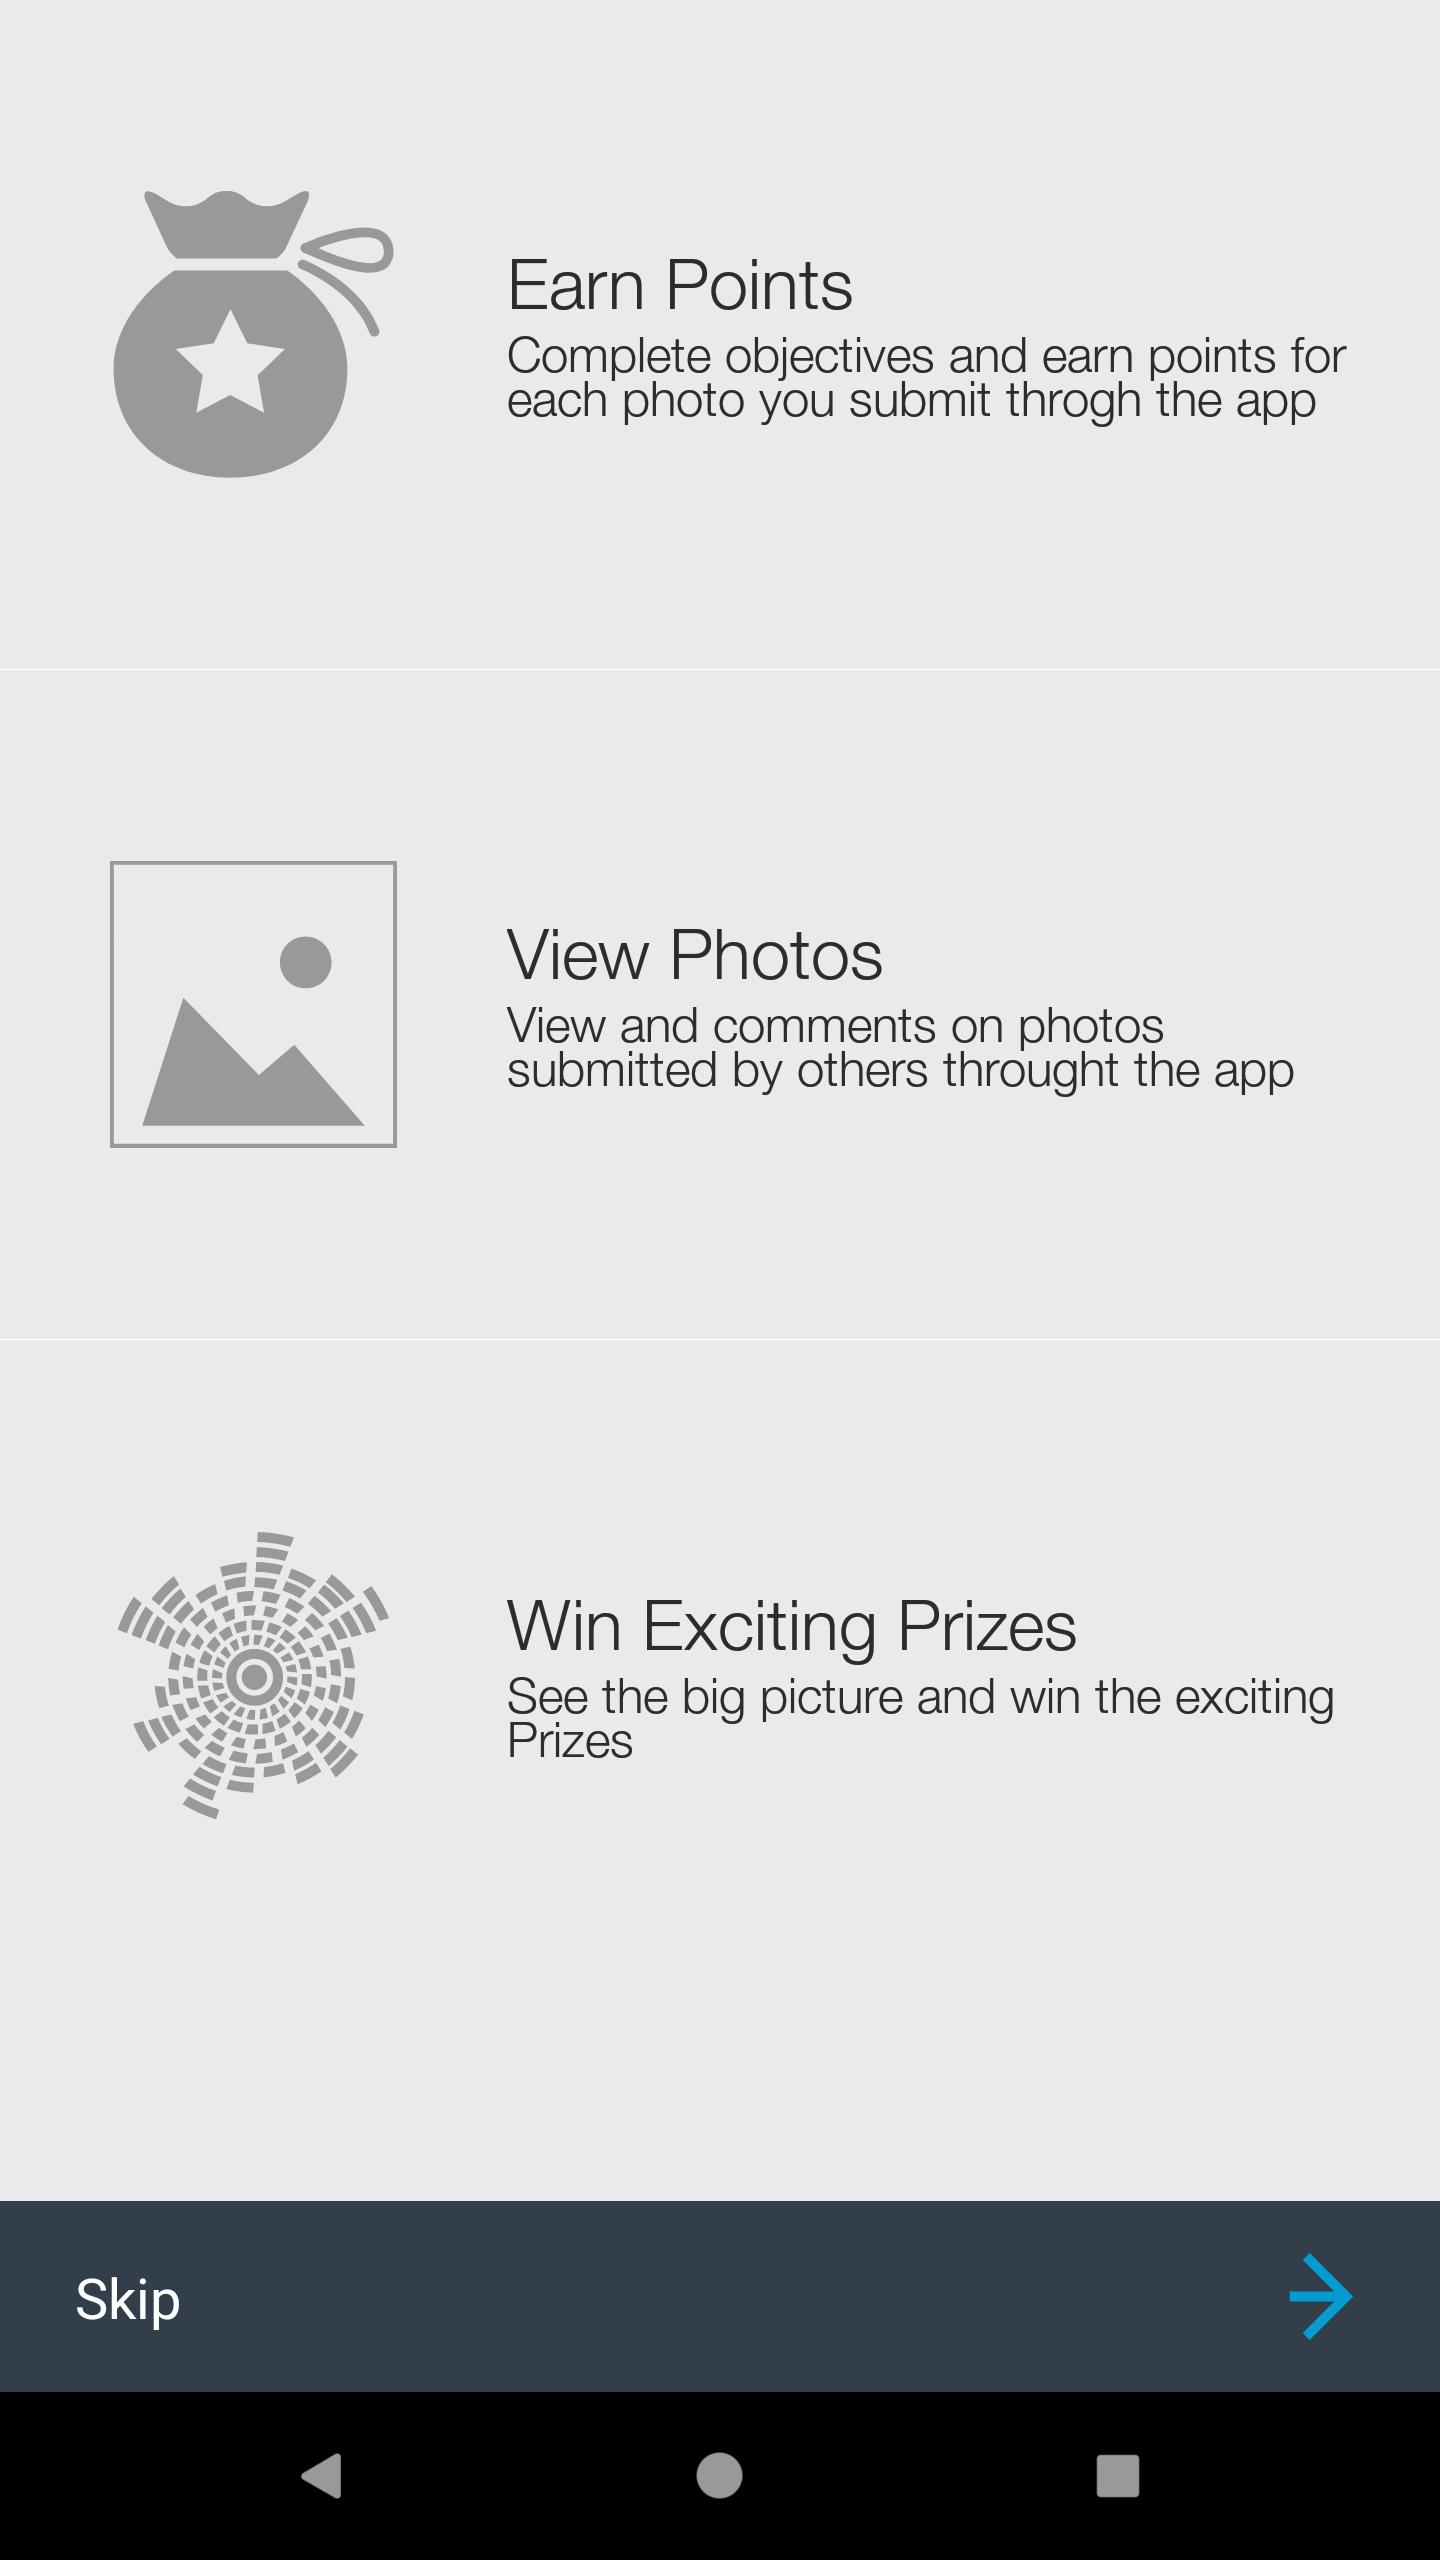 Earn Points
Complete objectives and earn points for
each photo you submit throgh the app
View Photos
View and comments on photos
submitted by others throught the app
Win Exciting Prizes
See the big picture and win the exciting
Prizes
Skip